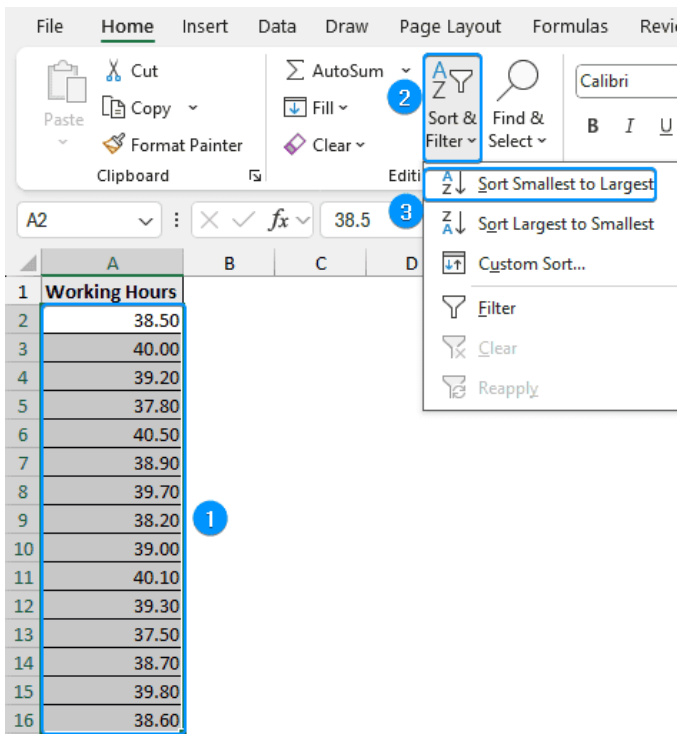 File Home Insert Data Draw Page Layout Formulas Revi
Cut AutoSum
2
A Z
Calibri
Paste Copy Fill Sort & Find &
B I U
Format Painter Clear Filter Select
Clipboard Editi
A Z Sort Smallest to Largest
A2 fx 38.5 3
Z A Sort Largest to Smallest
A B C D Custom Sort...
1 Working Hours
2 38.50 Filter
3 40.00 Clear
4 39.20 Reapply
5 37.80
6 40.50
7 38.90
8 39.70
9 38.20 1
10 39.00
11 40.10
12 39.30
13 37.50
14 38.70
15 39.80
16 38.60